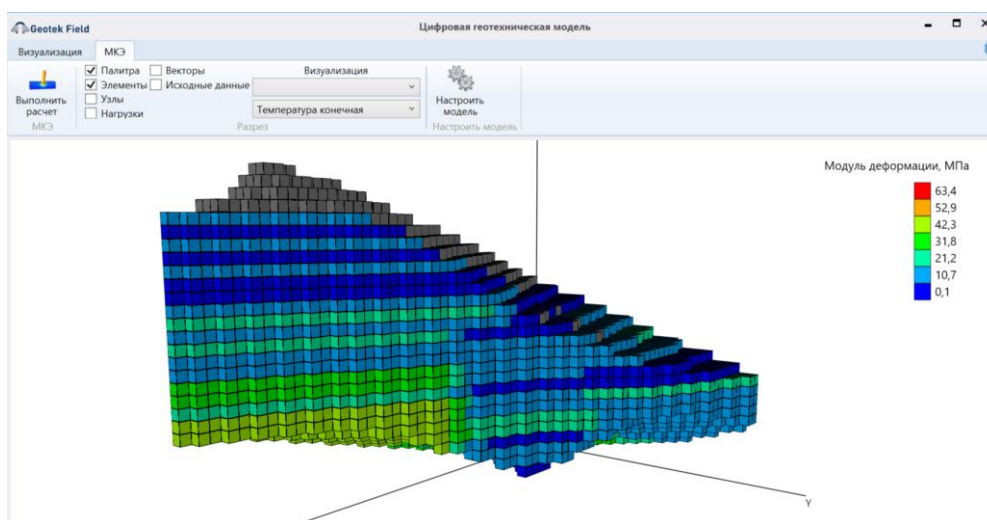 Geotek Field
Цифровая геотехническая модель
Визуализация
МКЭ
Выполнить
расчет
МКЭ
Палитра
Векторы
Элементы
Исходные данные
Узлы
Нагрузки
Визуализация
Температура конечная
Разрез
Настроить
модель
Настроить модель
Модуль деформации, МПа
63,4
52,9
42,3
31,8
21,2
10,7
0,1
Y